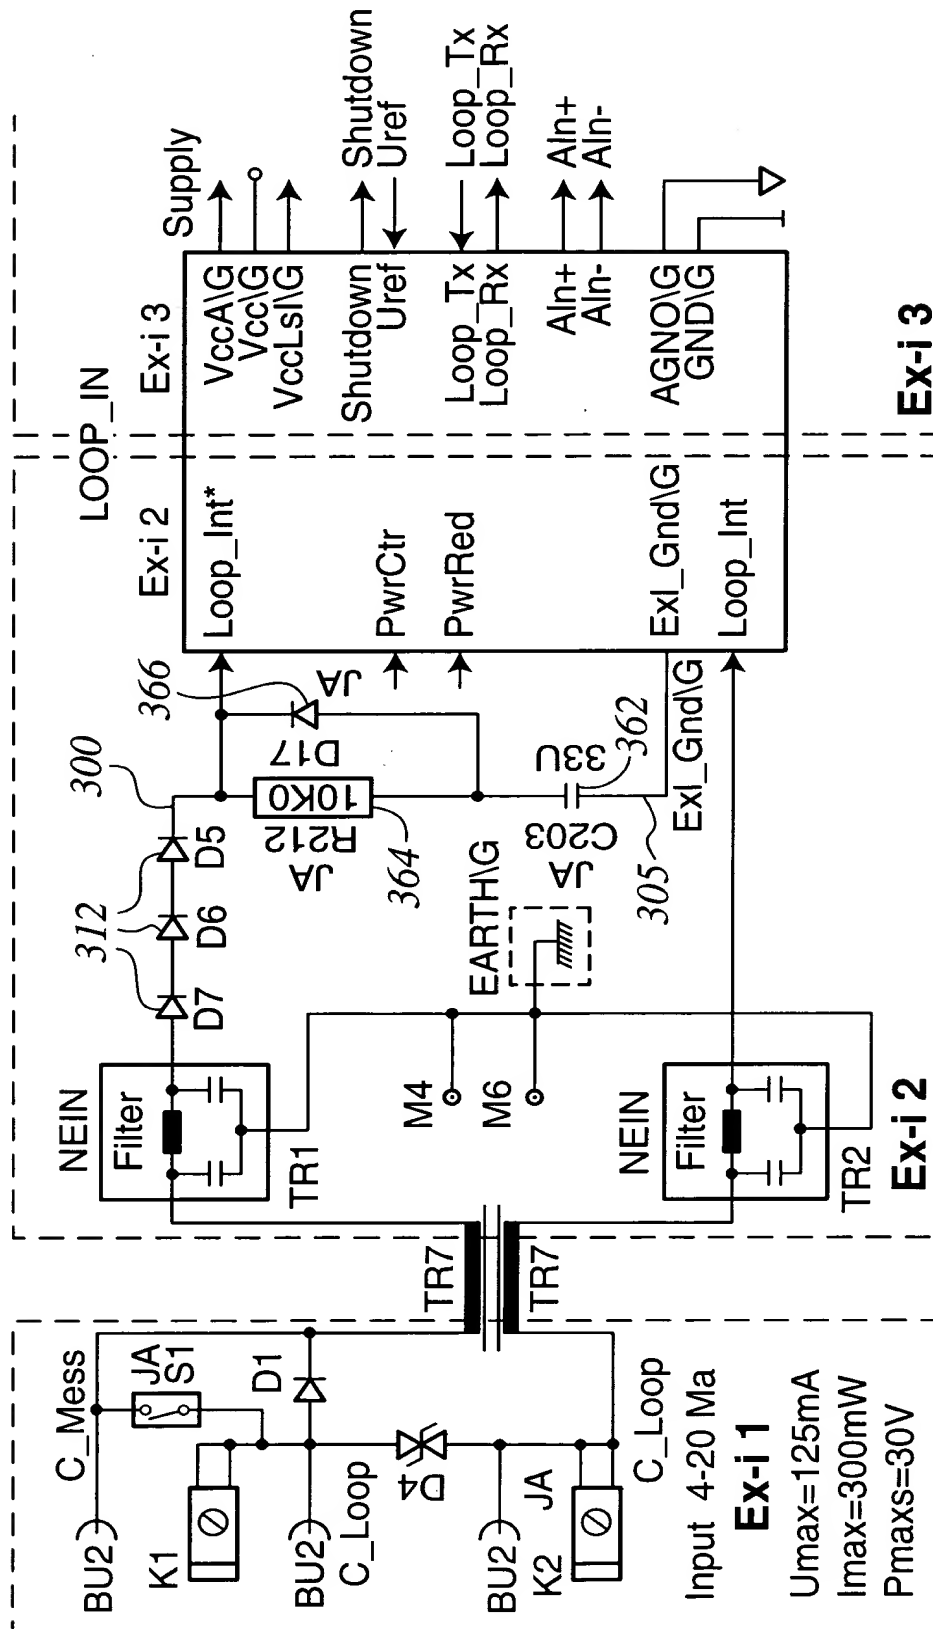 BU2
C_Mess
JA
S1
K1
D1
BU2
C_Loop
D4
BU2
JA
K2
C_Loop
Input 4-20 Ma
Ex-i 1
Umax=125mA
Imax=300mW
Pmaxs=30V
TR7
TR7
NEIN
Filter
TR1
D7
D6
D5
312
300
M4
M6
EARTH\G
NEIN
Filter
TR2
Ex-i 2
JA
R212
10K0
364
D17
JA
366
JA
C203
33U
362
305
ExI_Gnd\G
LOOP_IN
Ex-i 2
Loop_Int*
PwrCtr
PwrRed
ExI_Gnd\G
Loop_Int
Ex-i 3
VccA\G
Vcc\G
VccLsI\G
Shutdown
Uref
Loop_Tx
Loop_Rx
AIn+
AIn-
AGNO\G
GND\G
Supply
Shutdown
Uref
Loop_Tx
Loop_Rx
AIn+
AIn-
Ex-i 3